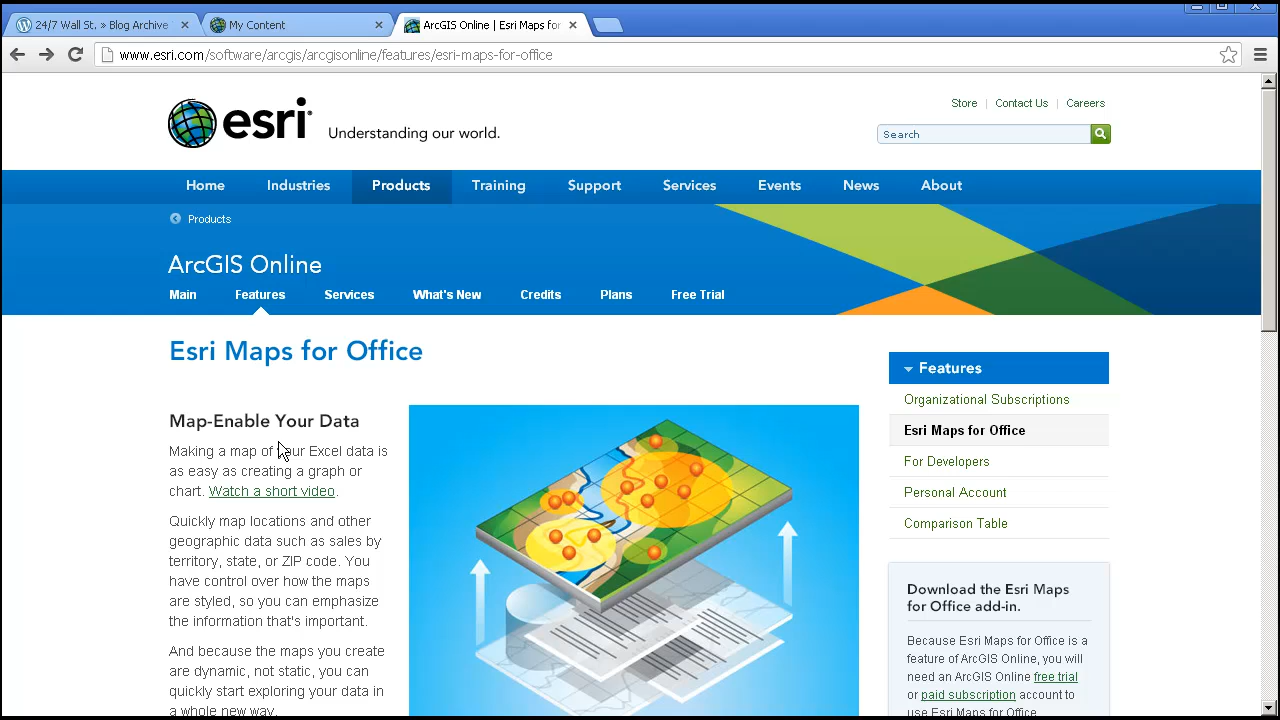 24/7 Wall St. » Blog Archive
My Content
ArcGIS Online | Esri Maps for
www.esri.com/software/arcgis/arcgisonline/features/esri-maps-for-office
esri
Understanding our world.
Store
Contact Us
Careers
Search
Home
Industries
Products
Training
Support
Services
Events
News
About
Products
ArcGIS Online
Main
Features
Services
What's New
Credits
Plans
Free Trial
Esri Maps for Office
Map-Enable Your Data
Making a map of your Excel data is
as easy as creating a graph or
chart. Watch a short video.
Quickly map locations and other
geographic data such as sales by
territory, state, or ZIP code. You
have control over how the maps
are styled, so you can emphasize
the information that's important.
And because the maps you create
are dynamic, not static, you can
quickly start exploring your data in
a whole new way.
Features
Organizational Subscriptions
Esri Maps for Office
For Developers
Personal Account
Comparison Table
Download the Esri Maps
for Office add-in.
Because Esri Maps for Office is a
feature of ArcGIS Online, you will
need an ArcGIS Online free trial
or paid subscription account to
use Esri Maps for Office.